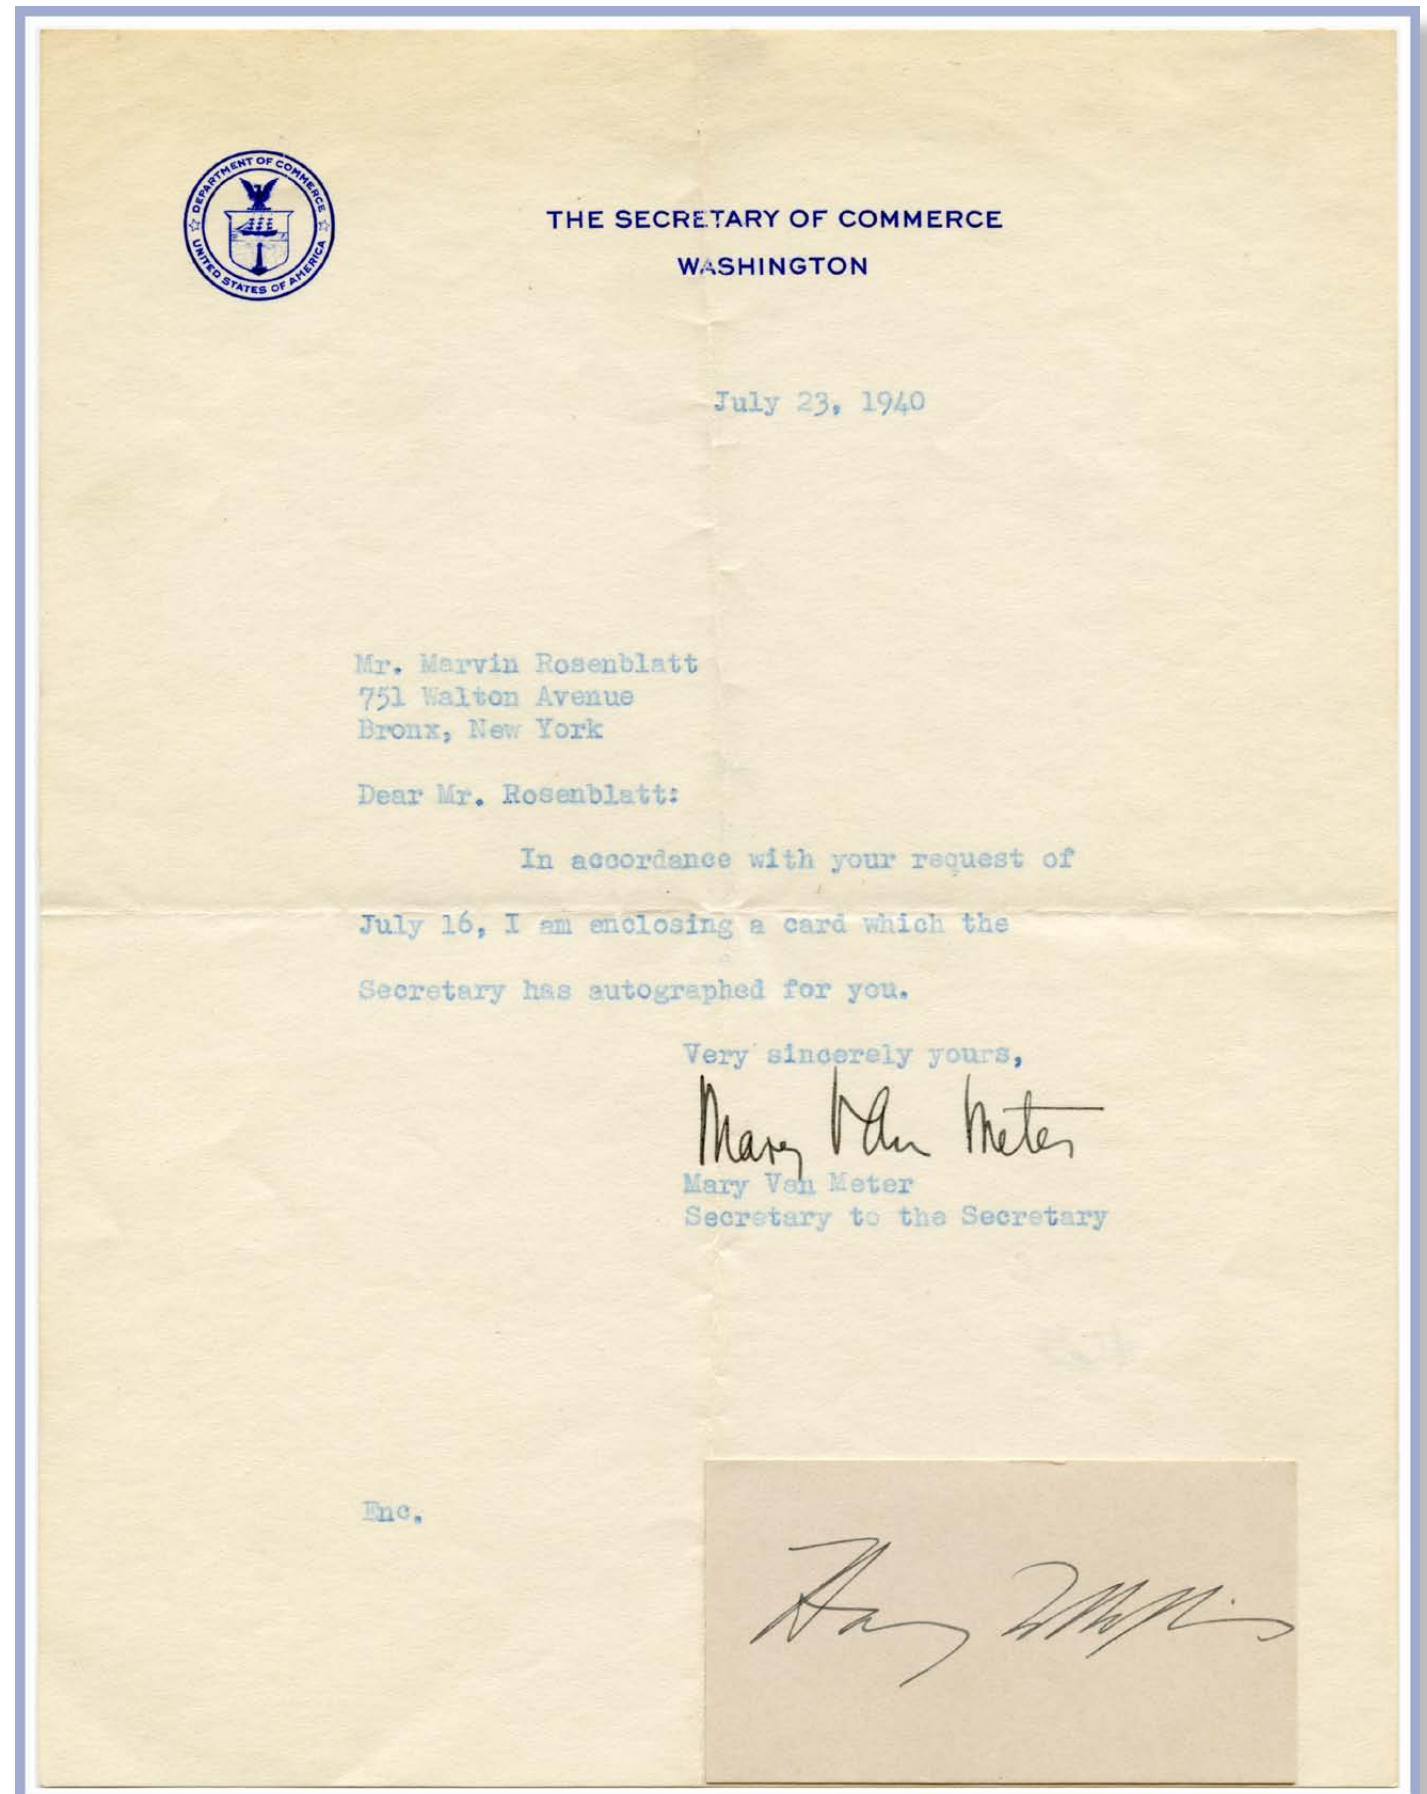 DEPARTMENT OF COMMERCE
UNITED STATES OF AMERICA
THE SECRETARY OF COMMERCE
WASHINGTON
July 23, 1940
Mr. Marvin Rosenblatt
751 Walton Avenue
Bronx, New York
Dear Mr. Rosenblatt:
In accordance with your request of
July 16, I am enclosing a card which the
Secretary has autographed for you.
Very sincerely yours,
Mary Van Meter
Mary Van Meter
Secretary to the Secretary
Enc.
Harry